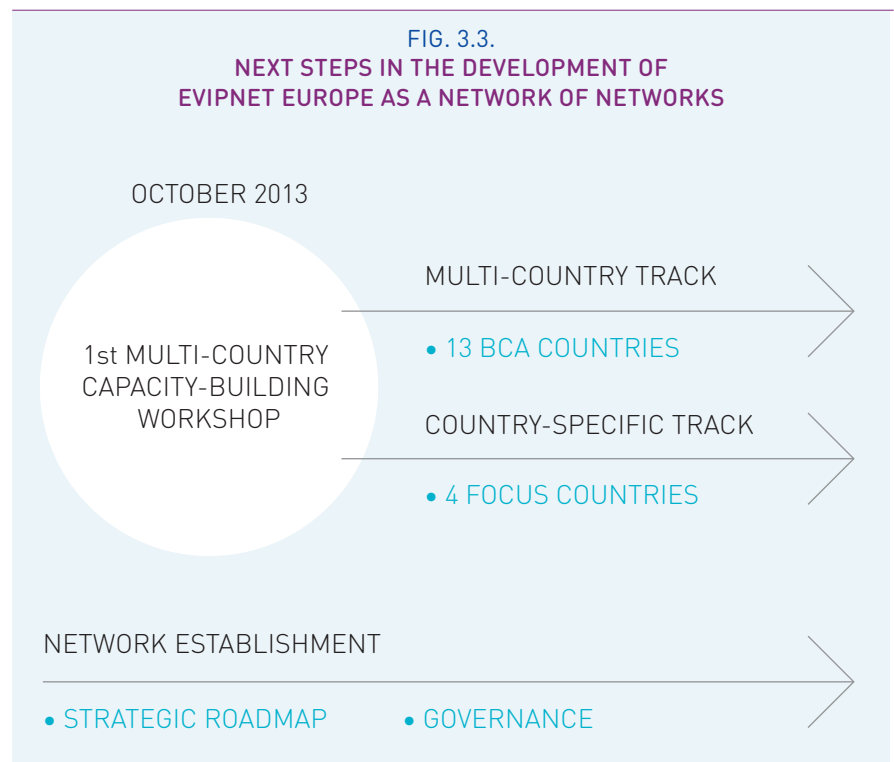 FIG. 3.3.
NEXT STEPS IN THE DEVELOPMENT OF
EVIPNET EUROPE AS A NETWORK OF NETWORKS
OCTOBER 2013
1st MULTI-COUNTRY
CAPACITY-BUILDING
WORKSHOP
MULTI-COUNTRY TRACK
• 13 BCA COUNTRIES
COUNTRY-SPECIFIC TRACK
• 4 FOCUS COUNTRIES
NETWORK ESTABLISHMENT
• STRATEGIC ROADMAP • GOVERNANCE